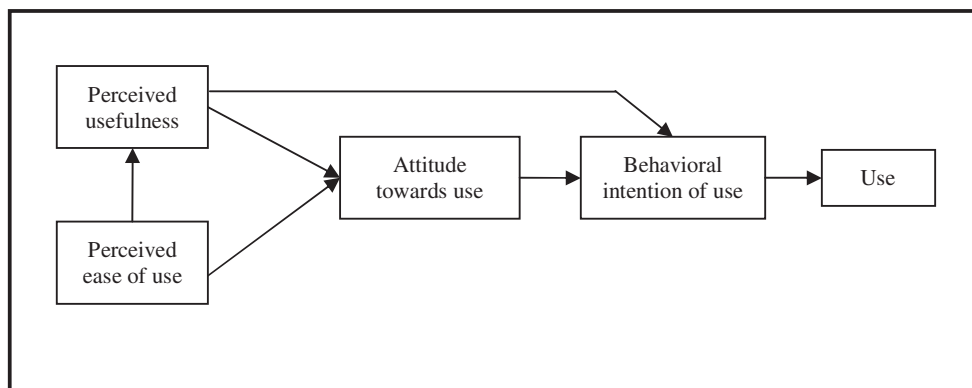 Perceived
usefulness
Attitude
towards use
Behavioral
intention of use
Use
Perceived
ease of use